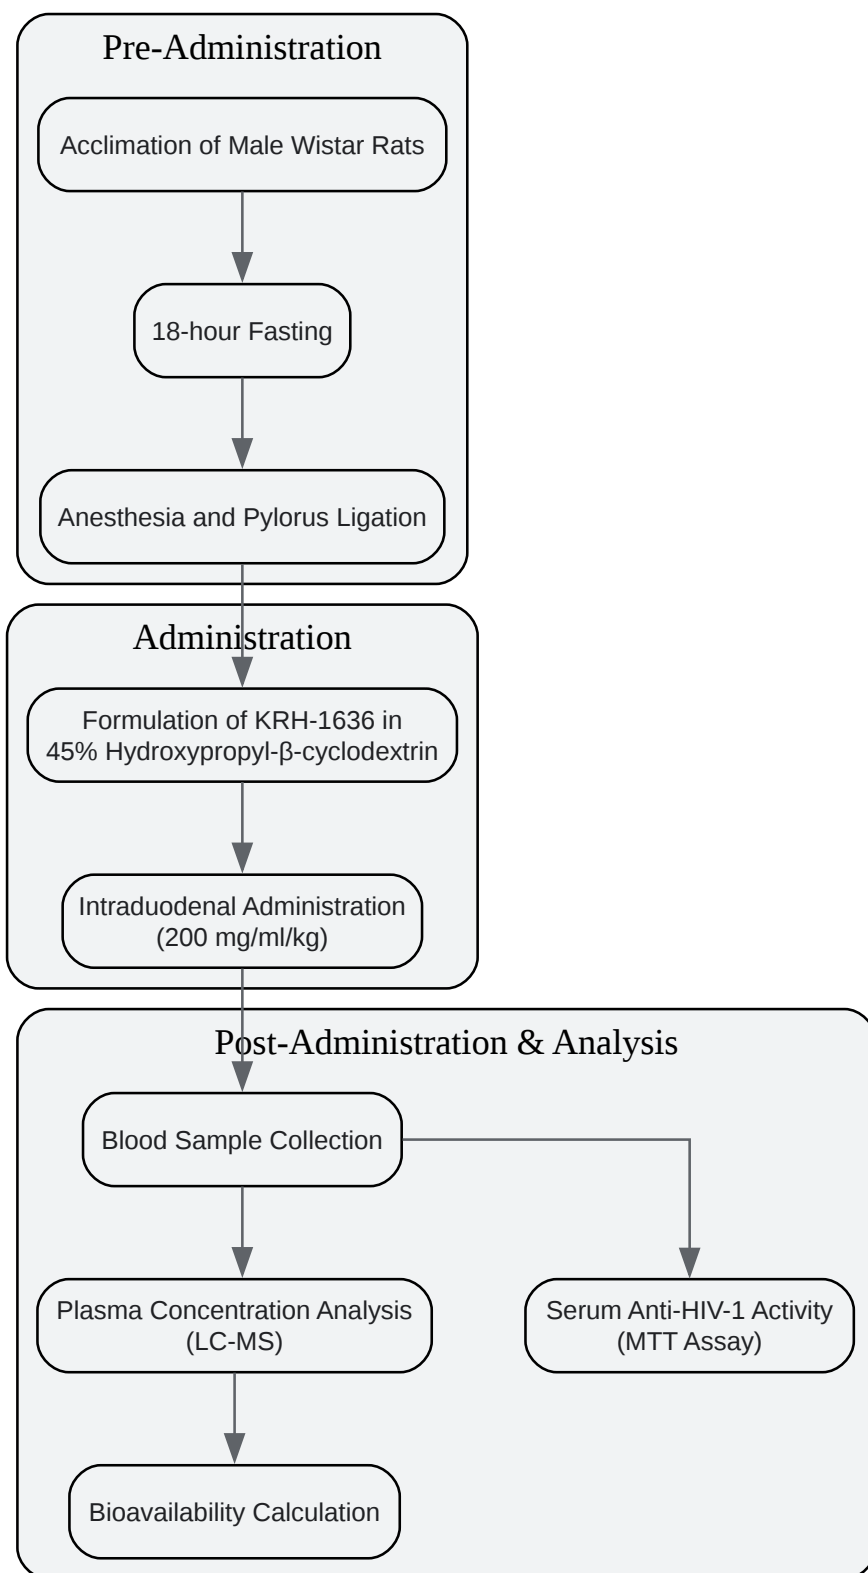 Pre-Administration
Acclimation of Male Wistar Rats
18-hour Fasting
Anesthesia and Pylorus Ligation
Administration
Formulation of KRH-1636 in
45% Hydroxypropyl-β-cyclodextrin
Intraduodenal Administration
(200 mg/ml/kg)
Post-Administration & Analysis
Blood Sample Collection
Plasma Concentration Analysis
(LC-MS)
Serum Anti-HIV-1 Activity
(MTT Assay)
Bioavailability Calculation